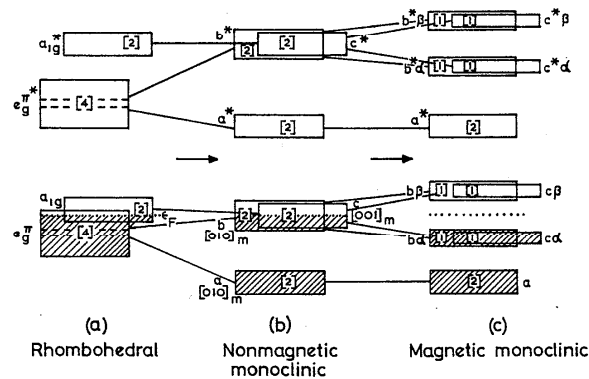 a1g* [2]
eg^π* [4]
b* [2] [2] c*
a* [2]
b*β [1] [1] c*β
b*α [1] [1] c*α
a* [2]
a1g [2]
εF
eg^π [4]
[2] [2] c
b [001]m
[010]m
a [2]
[010]m
bβ [1] [1] cβ
bα [1] [1] cα
[2] a
(a) (b) (c)
Rhombohedral Nonmagnetic Magnetic monoclinic
monoclinic